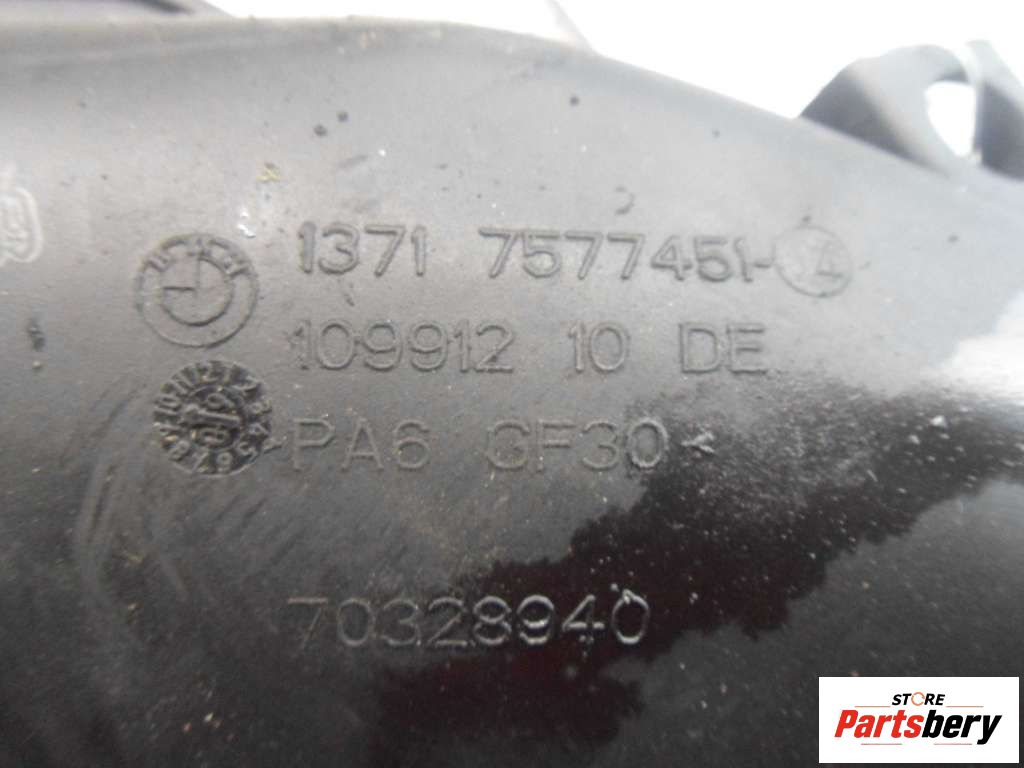 1371 7577451-
109912 10 DE
PA6 GF30
70328940
STORE
Partsbery